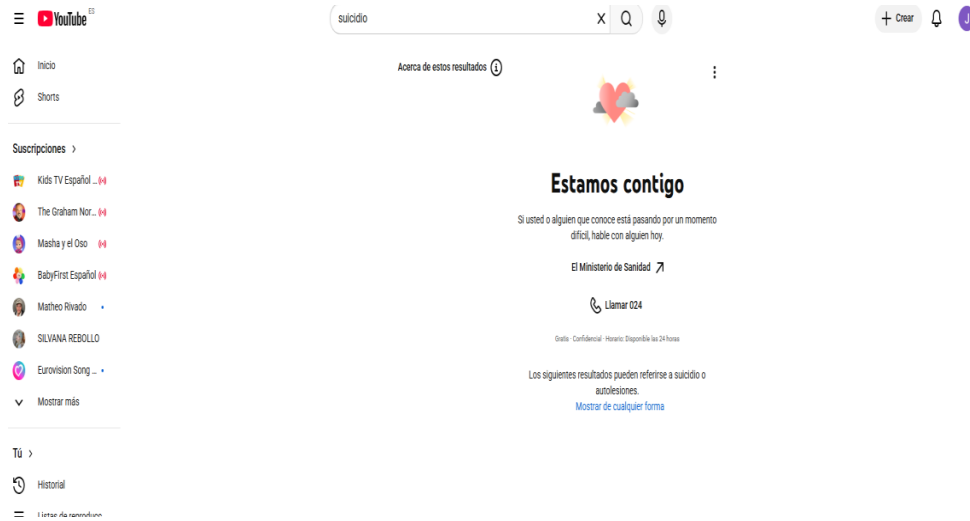 YouTube ES
suicidio
X
Crear
J
Inicio
Shorts
Suscripciones
Kids TV Español ...
The Graham Nor...
Masha y el Oso
BabyFirst Español
Matheo Rivado
SILVANA REBOLLO
Eurovision Song ...
Mostrar más
Tú
Historial
Listas de reproducc
Acerca de estos resultados
Estamos contigo
Si usted o alguien que conoce está pasando por un momento
difícil, hable con alguien hoy.
El Ministerio de Sanidad
Llamar 024
Gratis · Confidencial · Horario: Disponible las 24 horas
Los siguientes resultados pueden referirse a suicidio o
autolesiones.
Mostrar de cualquier forma